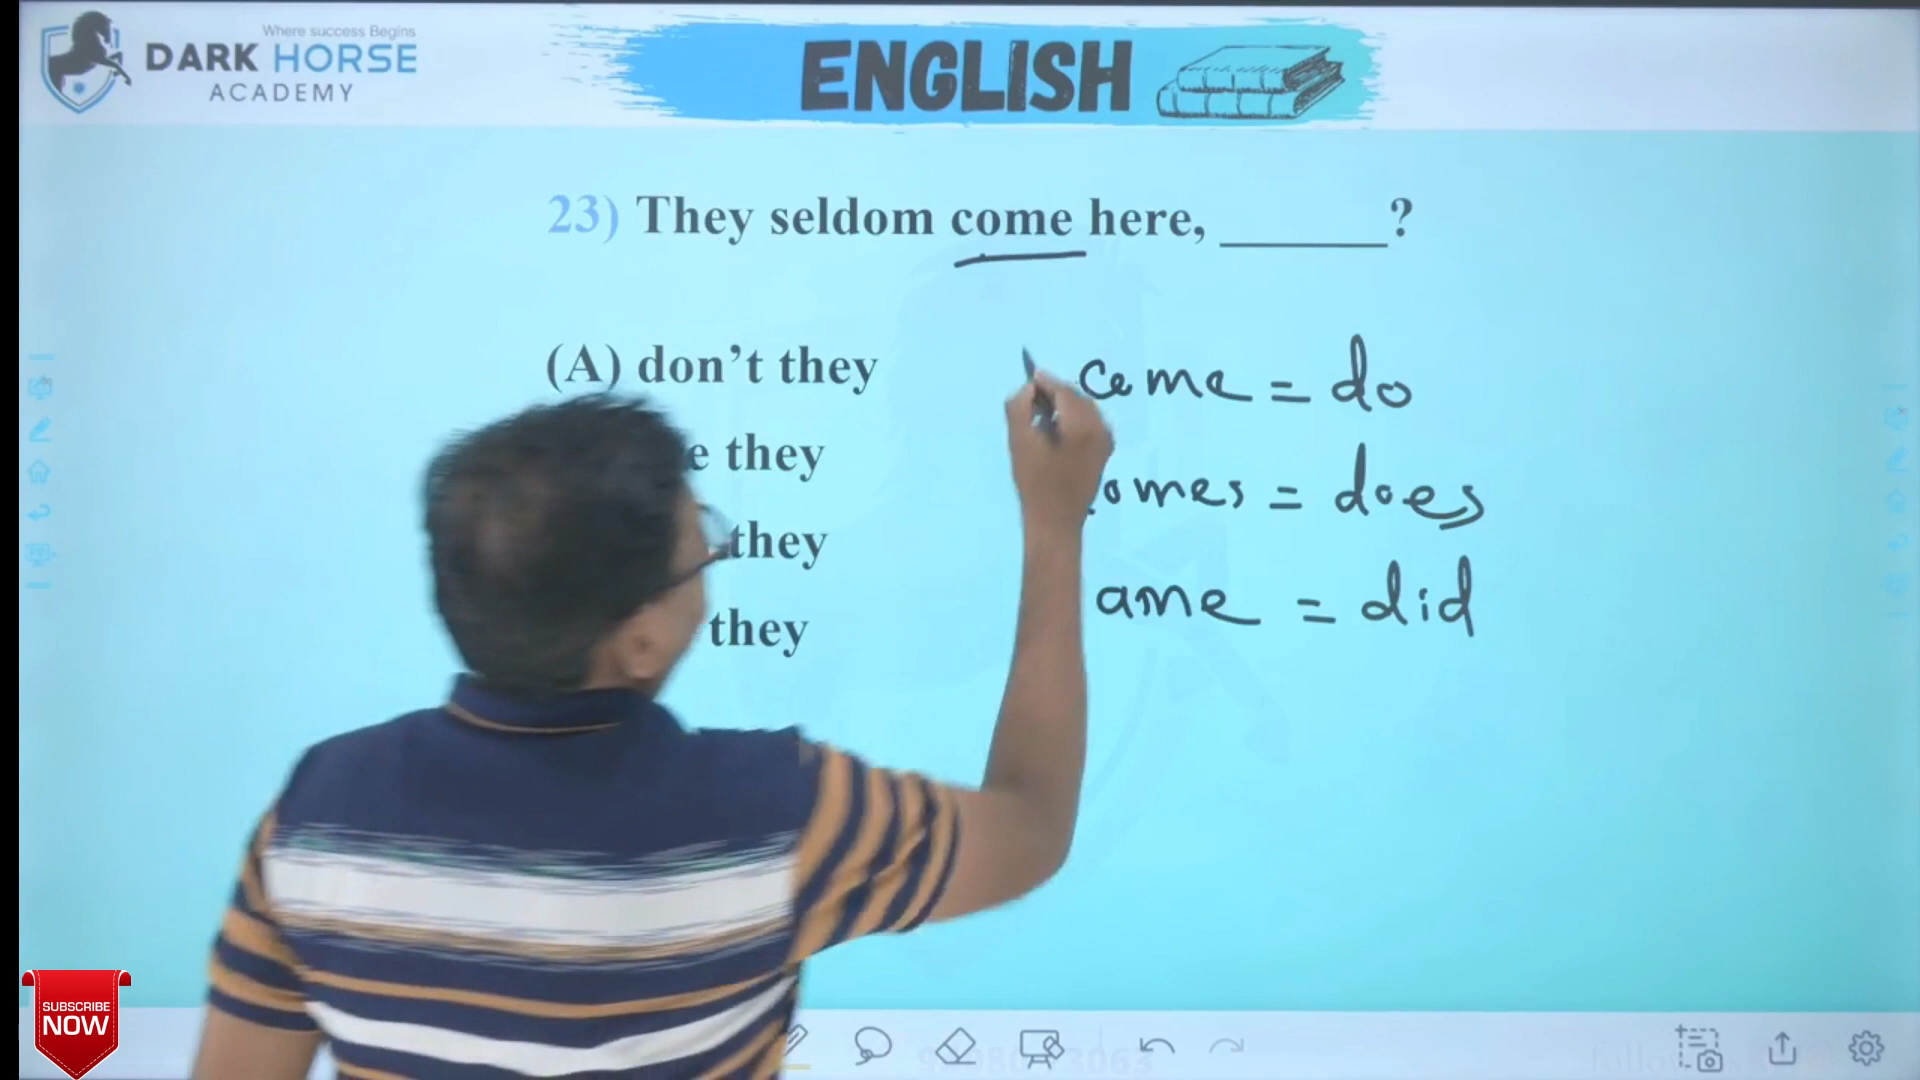 Where success Begins
DARK HORSE
ACADEMY
ENGLISH
23) They seldom come here, ______?
(A) don’t they
come = do
e they
omes = does
they
ame = did
they
SUBSCRIBE
NOW